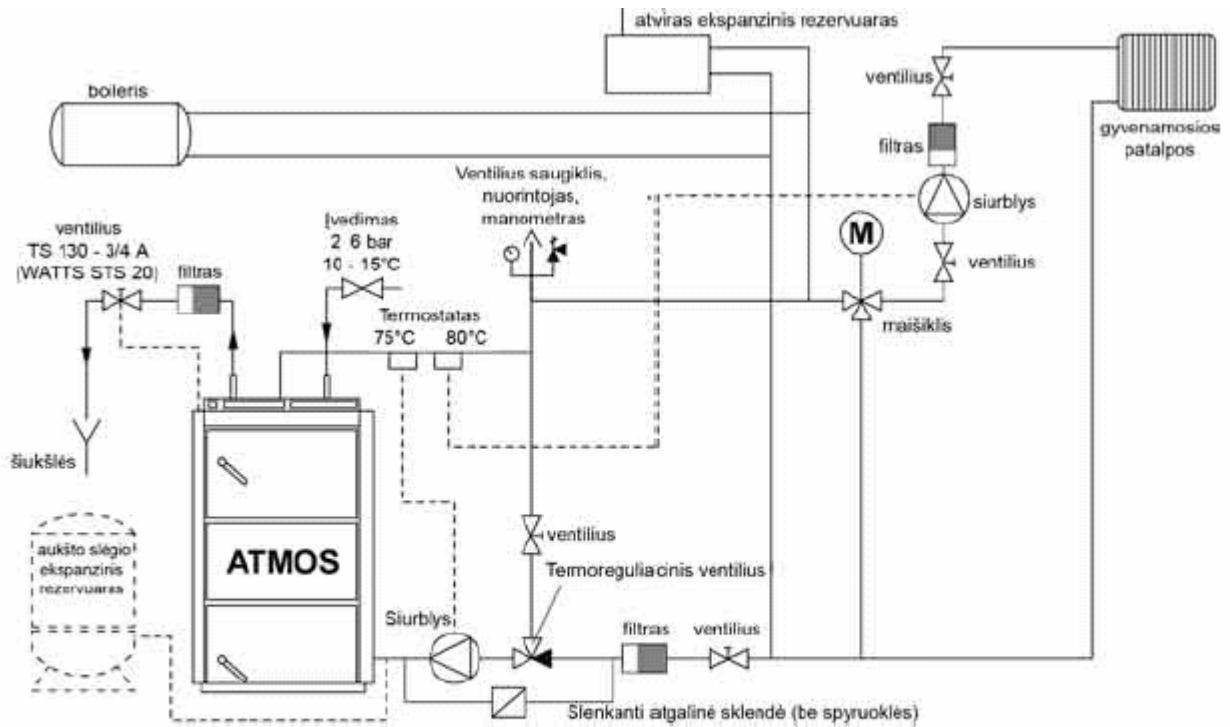 atviras ekspanzinis rezervuaras
boileris
ventilius
gyvenamosios
patalpos
filtras
Ventilius saugiklis,
nuorintojas,
manometras
siurblys
ventilius
TS 130 - 3/4 A
(WATTS STS 20)
filtras
Įvedimas
2 6 bar
10 - 15°C
M
ventilius
maišiklis
Termostatas
75°C 80°C
šiukšlės
ventilius
aukšto slėgio
ekspanzinis
rezervuaras
ATMOS
Termoreguliacinis ventilius
Siurblys
filtras
ventilius
Slenkanti atgalinė sklendė (be spyruoklės)